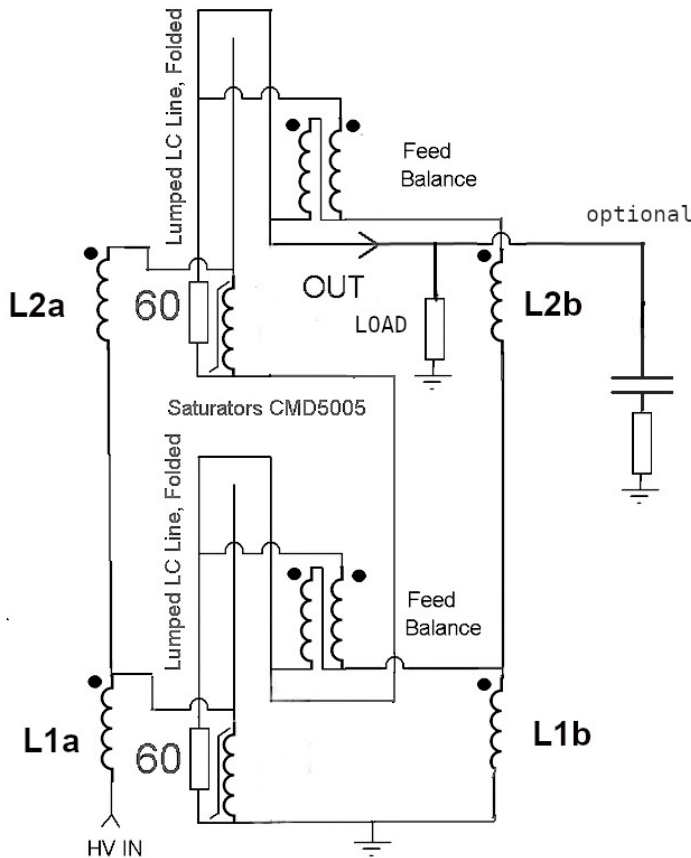 Lumped LC Line, Folded
Feed
Balance
optional
L2a
60
OUT
LOAD
L2b
Saturators CMD5005
Lumped LC Line, Folded
Feed
Balance
L1a
60
L1b
HV IN